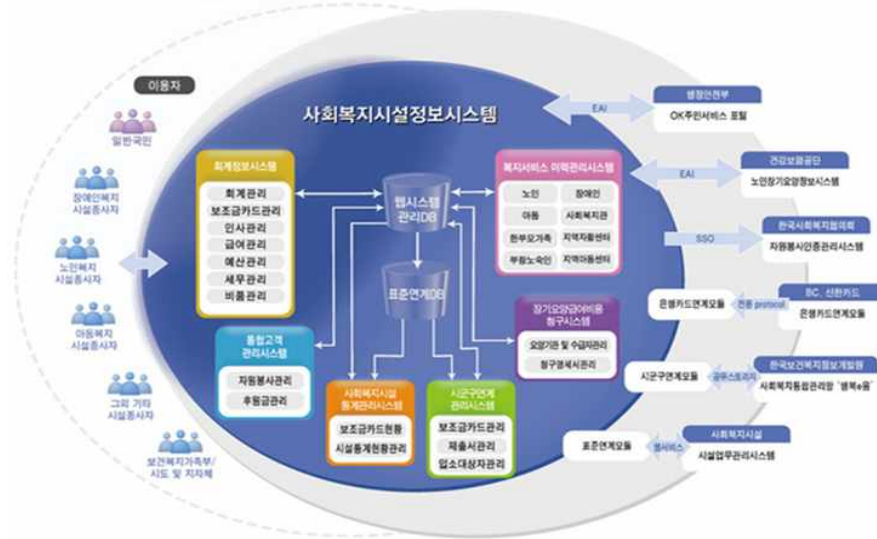 이용자
일반국민
장애인복지
시설종사자
노인복지
시설종사자
아동복지
시설종사자
그외 기타
시설종사자
보건복지가족부/
시도 및 지자체
사회복지시설정보시스템
회계정보시스템
회계관리
보조금카드관리
인사관리
급여관리
예산관리
세무관리
비품관리
통합고객
관리시스템
자원봉사관리
후원금관리
웹시스템
관리DB
표준연계DB
사회복지시설
통계관리시스템
보조금카드현황
시설통계현황관리
시군구연계
관리시스템
보조금카드관리
제출서관리
입소대상자관리
복지서비스 이력관리시스템
노인
장애인
아동
사회복지관
한부모가족
지역자활센터
부랑노숙인
지역아동센터
장기요양급여비용
청구시스템
요양기관 및 수급자관리
청구명세서관리
EAI
행정안전부
OK주민서비스 포털
EAI
건강보험공단
노인장기요양정보시스템
SSO
한국사회복지협의회
자원봉사인증관리시스템
은행카드연계모듈
전용 protocol
BC, 신한카드
은행카드연계모듈
시군구연계모듈
공유스토리지
한국보건복지정보개발원
사회복지통합관리망 "행복e음"
표준연계모듈
웹서비스
사회복지시설
시설업무관리시스템